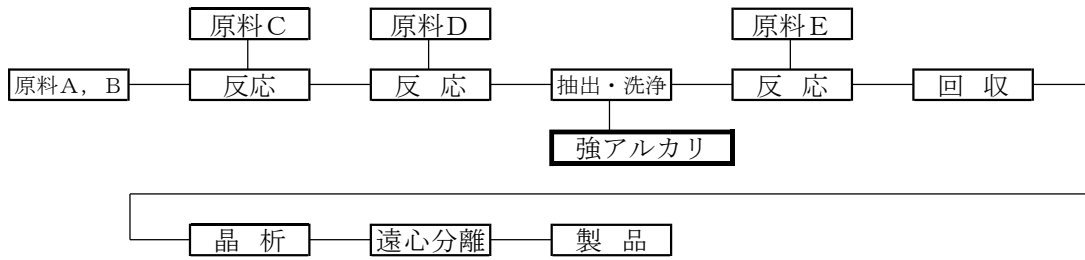 原料C
原料D
原料E
原料A，B
反応
反 応
抽出・洗浄
反 応
回 収
強アルカリ
晶 析
遠心分離
製 品